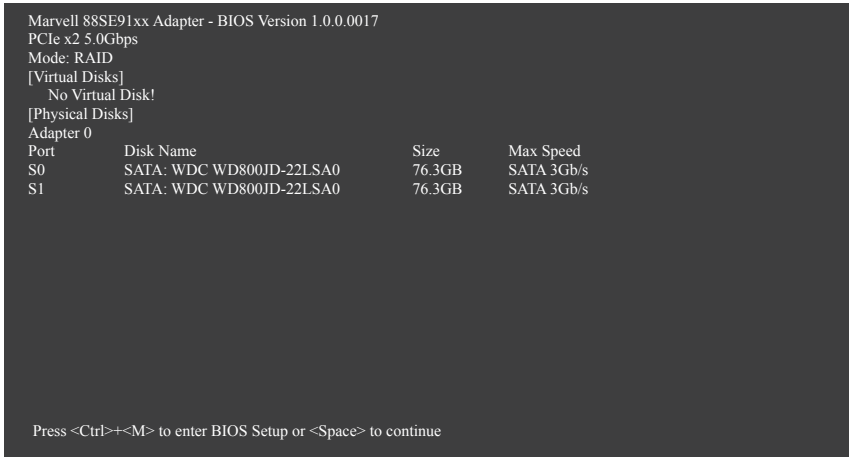 Marvell 88SE91xx Adapter - BIOS Version 1.0.0.0017
PCIe x2 5.0Gbps
Mode: RAID
[Virtual Disks]
No Virtual Disk!
[Physical Disks]
Adapter 0
Port Disk Name Size Max Speed
S0 SATA: WDC WD800JD-22LSA0 76.3GB SATA 3Gb/s
S1 SATA: WDC WD800JD-22LSA0 76.3GB SATA 3Gb/s
Press <Ctrl>+<M> to enter BIOS Setup or <Space> to continue